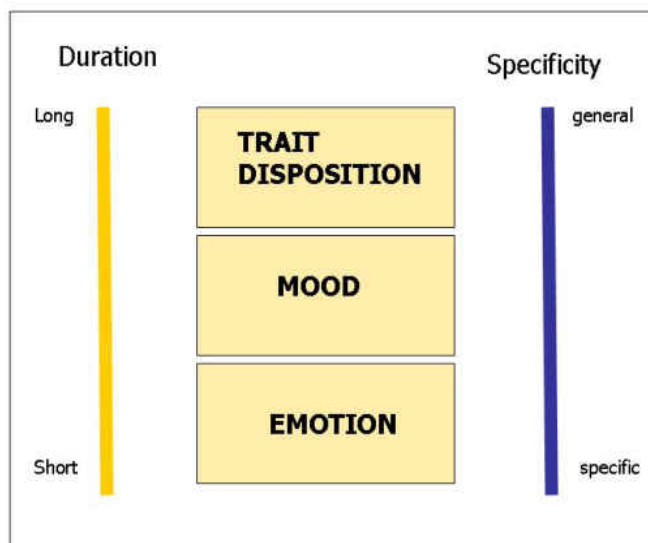 Duration
Specificity
Long
general
TRAIT
DISPOSITION
MOOD
EMOTION
Short
specific